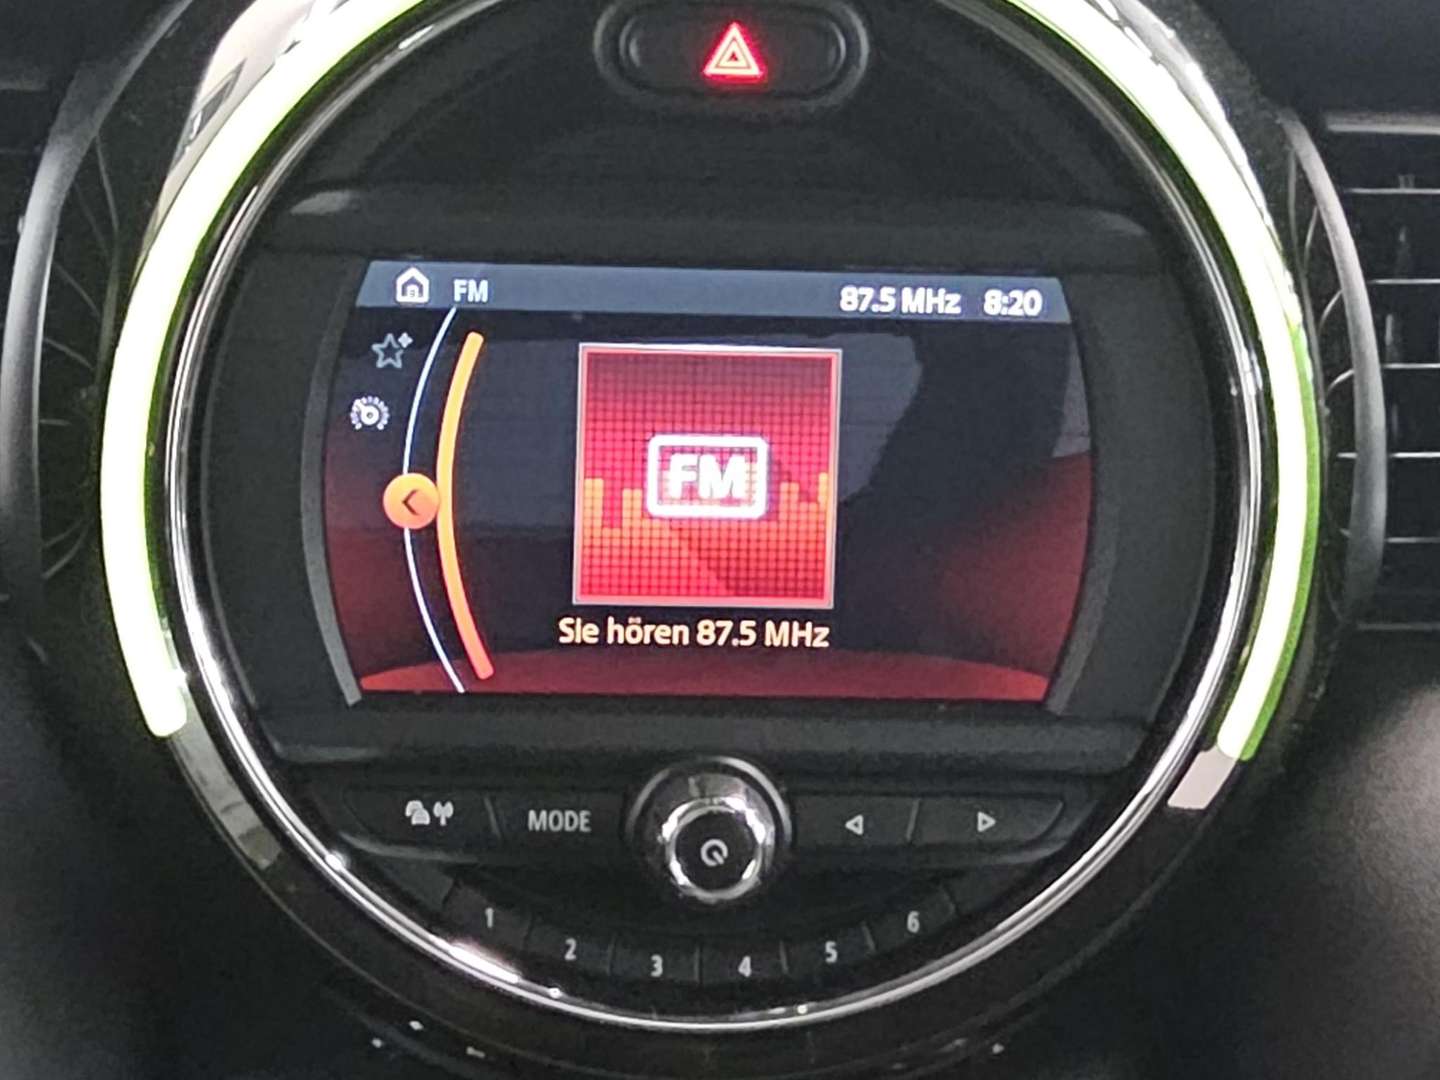 FM
87.5 MHz 8:20
FM
Sie hören 87.5 MHz
MODE
1 2 3 4 5 6